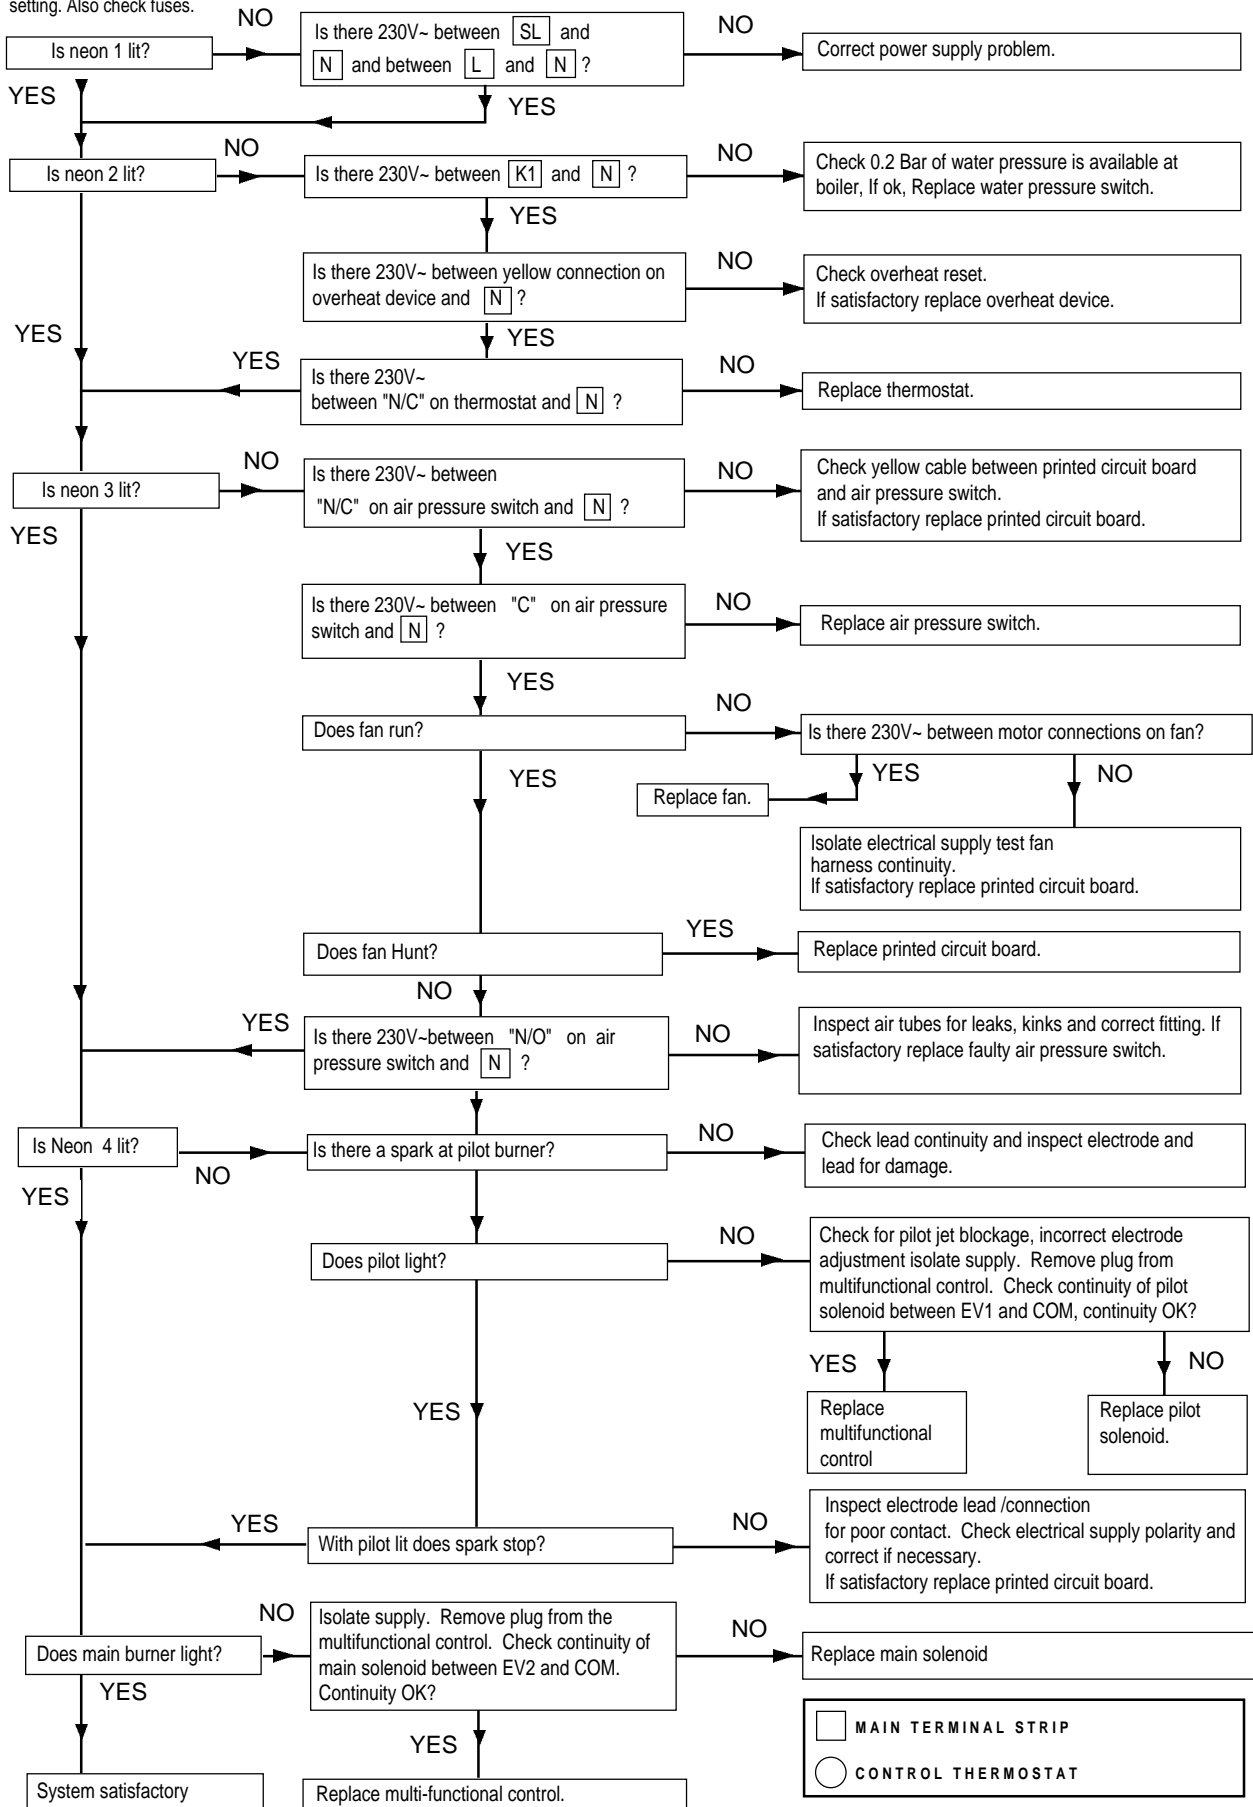 setting. Also check fuses.
Is neon 1 lit?
NO
Is there 230V~ between SL and
N and between L and N ?
NO
Correct power supply problem.
YES
YES
Is neon 2 lit?
NO
Is there 230V~ between K1 and N ?
NO
Check 0.2 Bar of water pressure is available at
boiler, If ok, Replace water pressure switch.
YES
Is there 230V~ between yellow connection on
overheat device and N ?
NO
Check overheat reset.
If satisfactory replace overheat device.
YES
YES
YES
Is there 230V~
between "N/C" on thermostat and N ?
NO
Replace thermostat.
Is neon 3 lit?
NO
Is there 230V~ between
"N/C" on air pressure switch and N ?
NO
Check yellow cable between printed circuit board
and air pressure switch.
If satisfactory replace printed circuit board.
YES
YES
Is there 230V~ between "C" on air pressure
switch and N ?
NO
Replace air pressure switch.
YES
Does fan run?
NO
Is there 230V~ between motor connections on fan?
YES
YES
NO
Replace fan.
Isolate electrical supply test fan
harness continuity.
If satisfactory replace printed circuit board.
Does fan Hunt?
YES
Replace printed circuit board.
NO
YES
Is there 230V~between "N/O" on air
pressure switch and N ?
NO
Inspect air tubes for leaks, kinks and correct fitting. If
satisfactory replace faulty air pressure switch.
Is Neon 4 lit?
NO
Is there a spark at pilot burner?
NO
Check lead continuity and inspect electrode and
lead for damage.
YES
Does pilot light?
NO
Check for pilot jet blockage, incorrect electrode
adjustment isolate supply. Remove plug from
multifunctional control. Check continuity of pilot
solenoid between EV1 and COM, continuity OK?
YES
NO
YES
Replace
multifunctional
control
Replace pilot
solenoid.
YES
With pilot lit does spark stop?
NO
Inspect electrode lead /connection
for poor contact. Check electrical supply polarity and
correct if necessary.
If satisfactory replace printed circuit board.
Does main burner light?
NO
Isolate supply. Remove plug from the
multifunctional control. Check continuity of
main solenoid between EV2 and COM.
Continuity OK?
NO
Replace main solenoid
YES
YES
MAIN TERMINAL STRIP
CONTROL THERMOSTAT
System satisfactory
Replace multi-functional control.